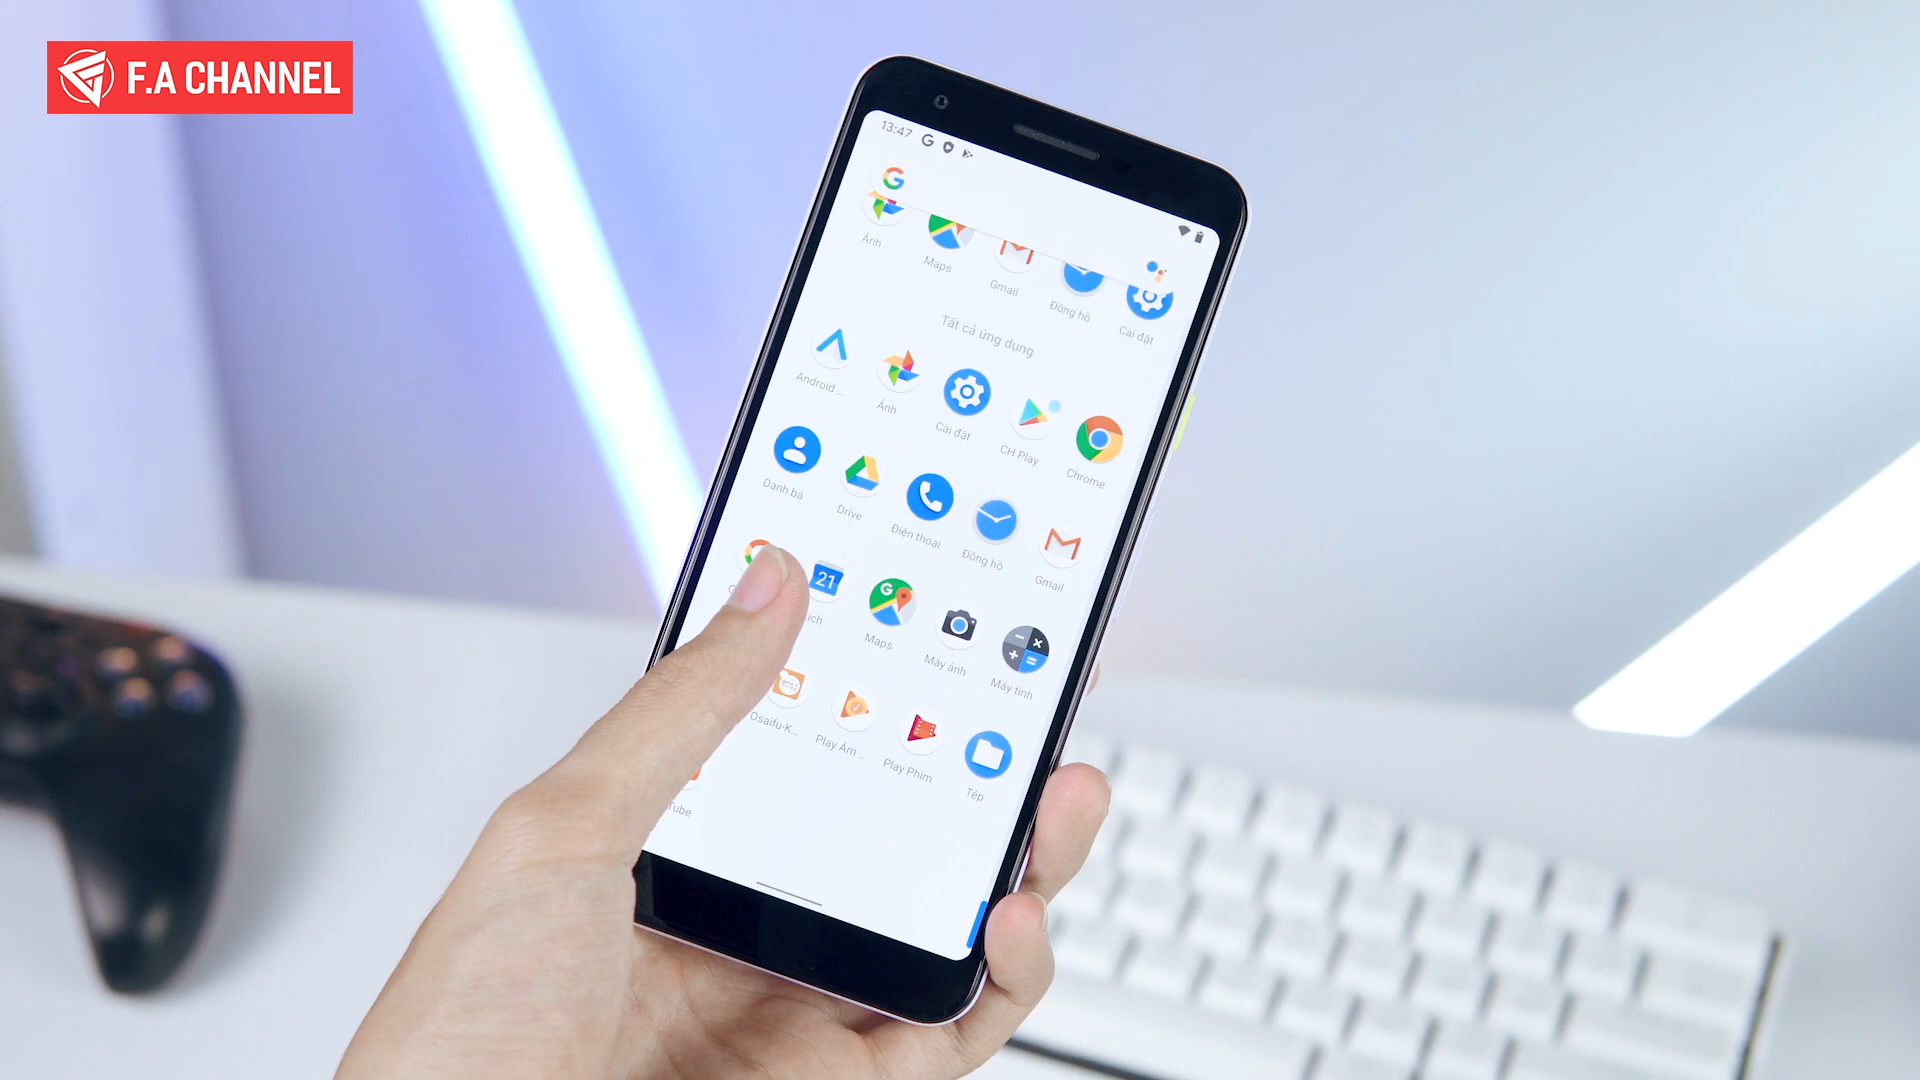 F.A CHANNEL
13:47
Ảnh
Maps
Gmail
Đồng hồ
Cài đặt
Tất cả ứng dụng
Android ...
Ảnh
Cài đặt
CH Play
Chrome
Danh bạ
Drive
Điện thoại
Đồng hồ
Gmail
21
Maps
Máy ảnh
Máy tính
Osaifu-K...
Play Âm ...
Play Phim
Tệp
Tube